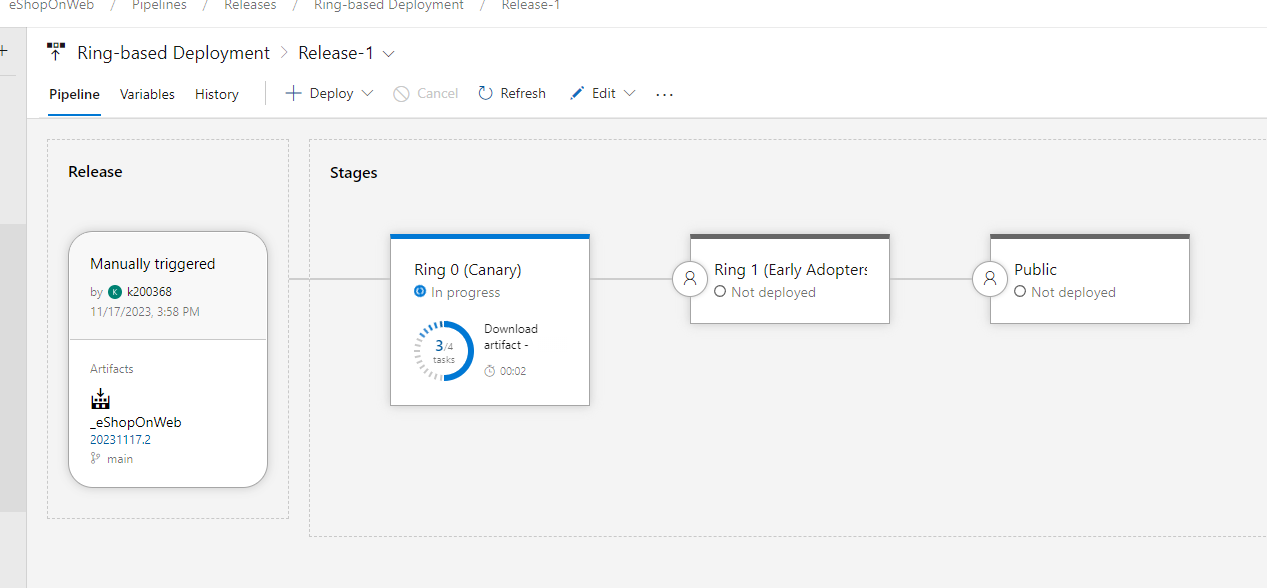 eShopOnWeb / Pipelines / Releases / Ring-based Deployment / Release-1
Ring-based Deployment > Release-1
Pipeline Variables History + Deploy Cancel Refresh Edit ...
Release
Stages
Manually triggered
by K k200368
11/17/2023, 3:58 PM
Artifacts
_eShopOnWeb
20231117.2
main
Ring 0 (Canary)
In progress
3/4
tasks
Download
artifact -
00:02
Ring 1 (Early Adopters
Not deployed
Public
Not deployed